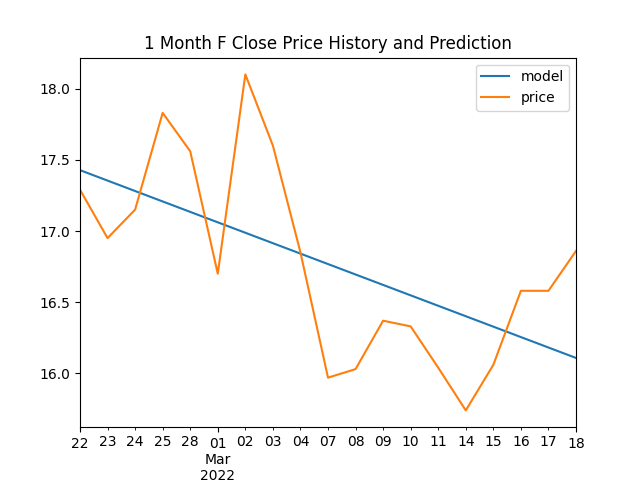 1 Month F Close Price History and Prediction
model
price
18.0
17.5
17.0
16.5
16.0
22 23 24 25 28 01 02 03 04 07 08 09 10 11 14 15 16 17 18
Mar
2022